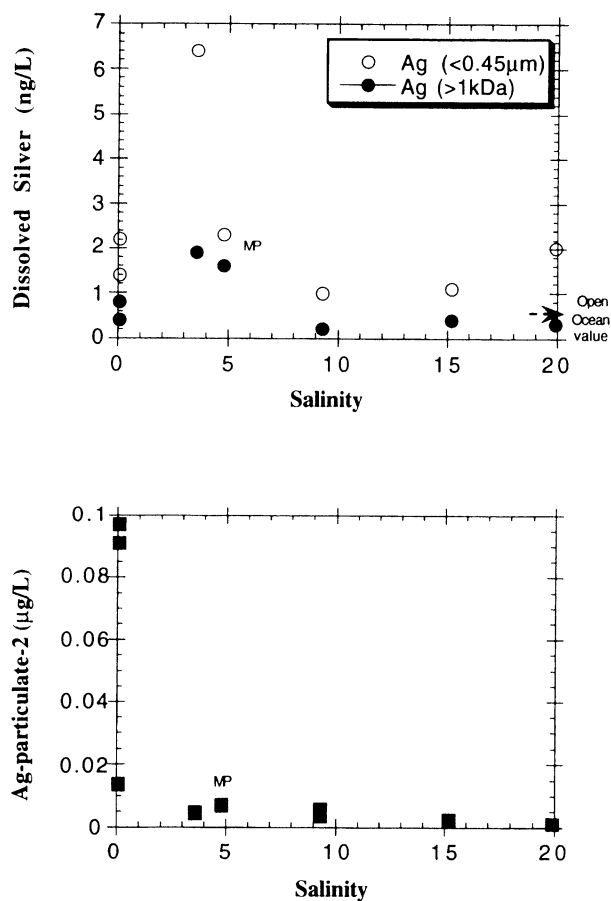 Dissolved Silver (ng/L)
7
6
5
4
3
2
1
0
Ag (<0.45µm)
Ag (>1kDa)
MP
Open
Ocean
value
0
5
10
15
20
Salinity
Ag-particulate-2 (µg/L)
0.1
0.08
0.06
0.04
0.02
0
MP
0
5
10
15
20
Salinity